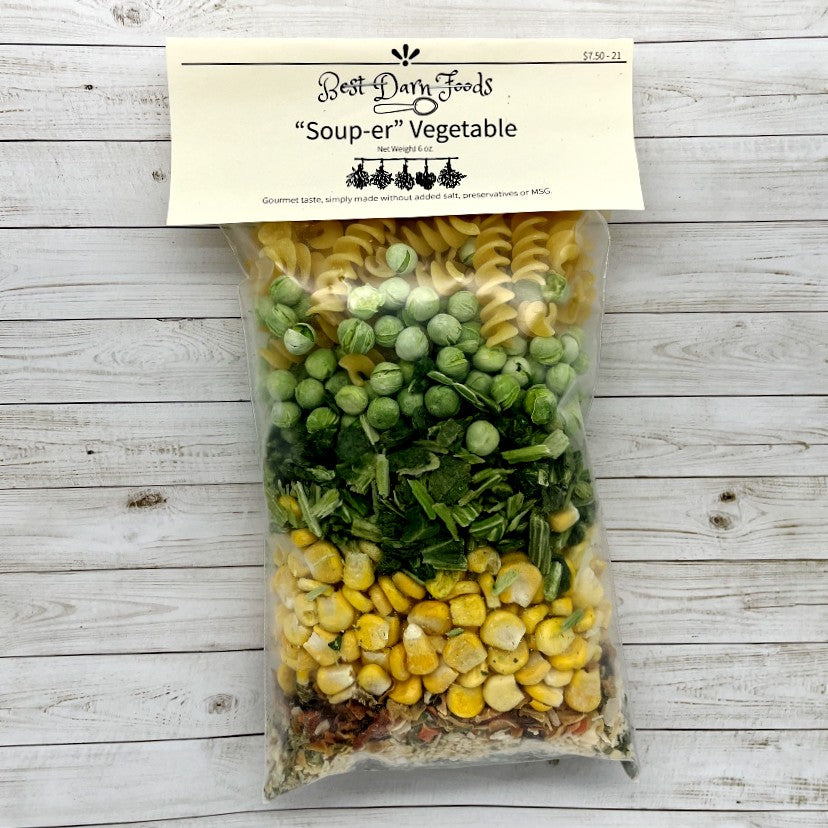 $7.50 - 21
Best Darn Foods
“Soup-er” Vegetable
Net Weight 6 oz.
Gourmet taste, simply made without added salt, preservatives or MSG.